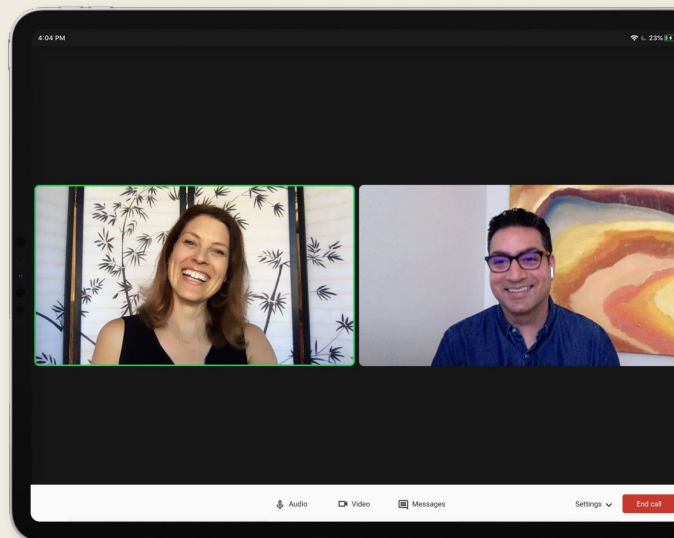 4:04 PM
23%
Audio
Video
Messages
Settings
End call